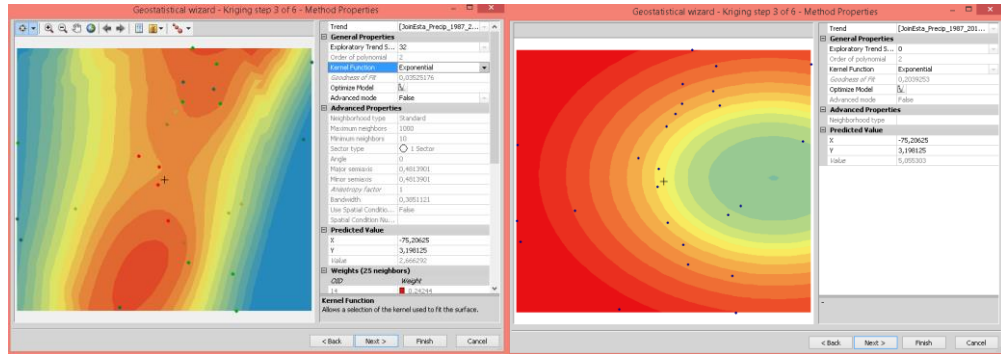 Geostatistical wizard - Kriging step 3 of 6 - Method Properties
Trend [JoinEsta_Precip_1987_2...
General Properties
Exploratory Trend S... 32
Order of polynomial 2
Kernel Function Exponential
Goodness of Fit 0,03525176
Optimize Model
Advanced mode False
Advanced Properties
Neighborhood type Standard
Maximum neighbors 1000
Minimum neighbors 10
Sector type 1 Sector
Angle 0
Major semiaxis 0,4813901
Minor semiaxis 0,4813901
Anisotropy factor 1
Bandwidth 0,3851121
Use Spatial Conditio... False
Spatial Condition Nu...
Predicted Value
X -75,20625
Y 3,198125
Value 2,666292
Weights (25 neighbors)
OID Weight
14 0,24244
Kernel Function
Allows a selection of the kernel used to fit the surface.
< Back Next > Finish Cancel
Geostatistical wizard - Kriging step 3 of 6 - Method Properties
Trend [JoinEsta_Precip_1987_201...
General Properties
Exploratory Trend S... 0
Order of polynomial 2
Kernel Function Exponential
Goodness of Fit 0,2039253
Optimize Model
Advanced mode False
Advanced Properties
Neighborhood type
Predicted Value
X -75,20625
Y 3,198125
Value 5,055303
< Back Next > Finish Cancel